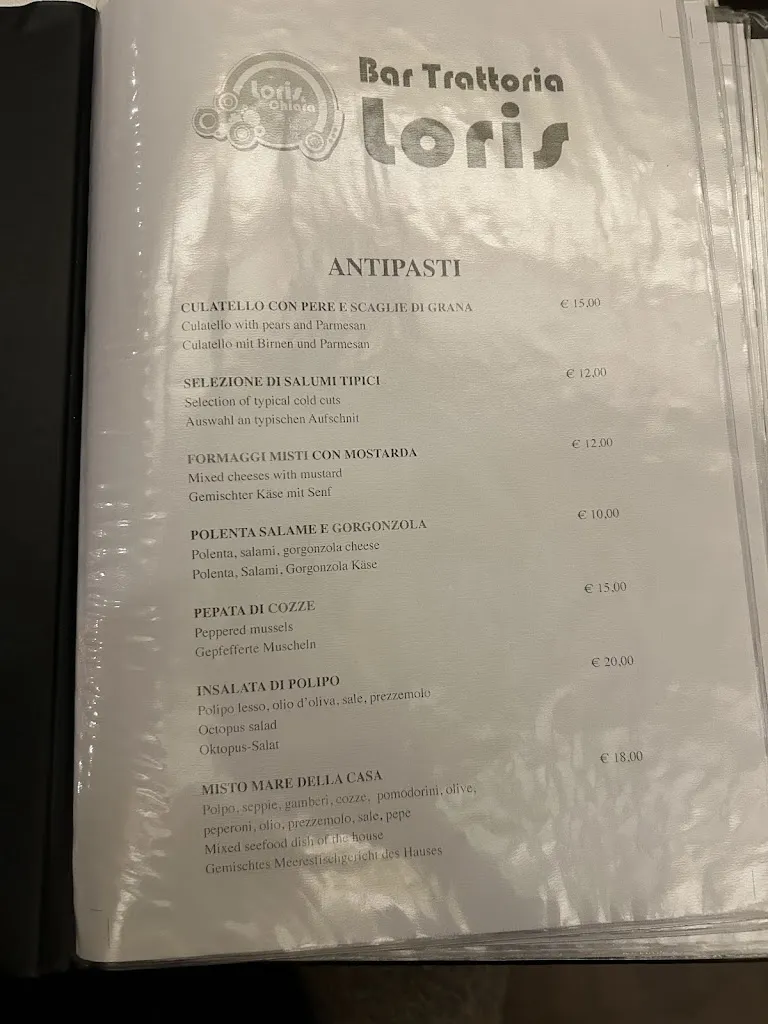 Loris &
Chiara
Bar Trattoria
Loris
ANTIPASTI
CULATELLO CON PERE E SCAGLIE DI GRANA € 15,00
Culatello with pears and Parmesan
Culatello mit Birnen und Parmesan
SELEZIONE DI SALUMI TIPICI € 12,00
Selection of typical cold cuts
Auswahl an typischen Aufschnit
FORMAGGI MISTI CON MOSTARDA € 12,00
Mixed cheeses with mustard
Gemischter Käse mit Senf
POLENTA SALAME E GORGONZOLA € 10,00
Polenta, salami, gorgonzola cheese
Polenta, Salami, Gorgonzola Käse
PEPATA DI COZZE € 15,00
Peppered mussels
Gepfefferte Muscheln
INSALATA DI POLIPO € 20,00
Polipo lesso, olio d'oliva, sale, prezzemolo
Octopus salad
Oktopus-Salat
MISTO MARE DELLA CASA € 18,00
Polpo, seppie, gamberi, cozze, pomodorini, olive,
peperoni, olio, prezzemolo, sale, pepe
Mixed seefood dish of the house
Gemischtes Meerestischgericht des Hauses